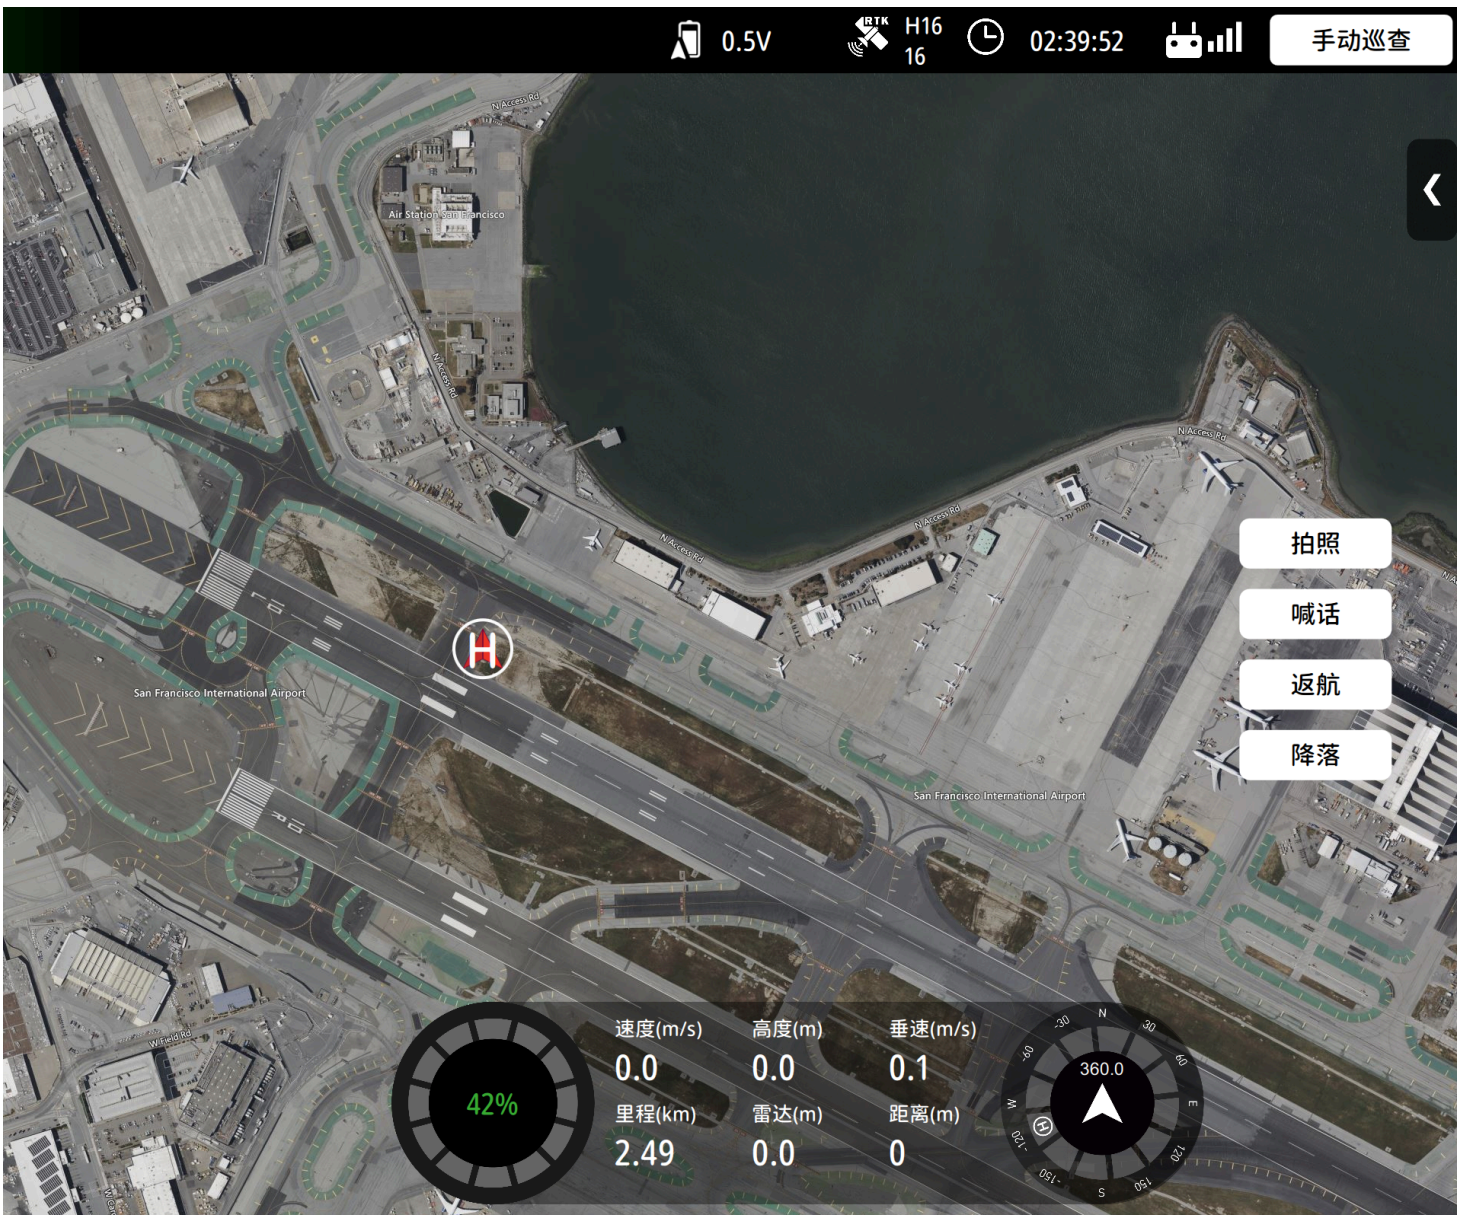 0.5V
RTK
H16
16
02:39:52
手动巡查
N Access Rd
Air Station San Francisco
N Access Rd
N Access Rd
N Access Rd
N Access Rd
拍照
喊话
返航
降落
San Francisco International Airport
San Francisco International Airport
W Field Rd
速度(m/s)
高度(m)
垂速(m/s)
0.0
0.0
0.1
里程(km)
雷达(m)
距离(m)
2.49
0.0
0
42%
N
30
60
E
120
150
S
-150
-120
W
-60
-30
360.0
H
H